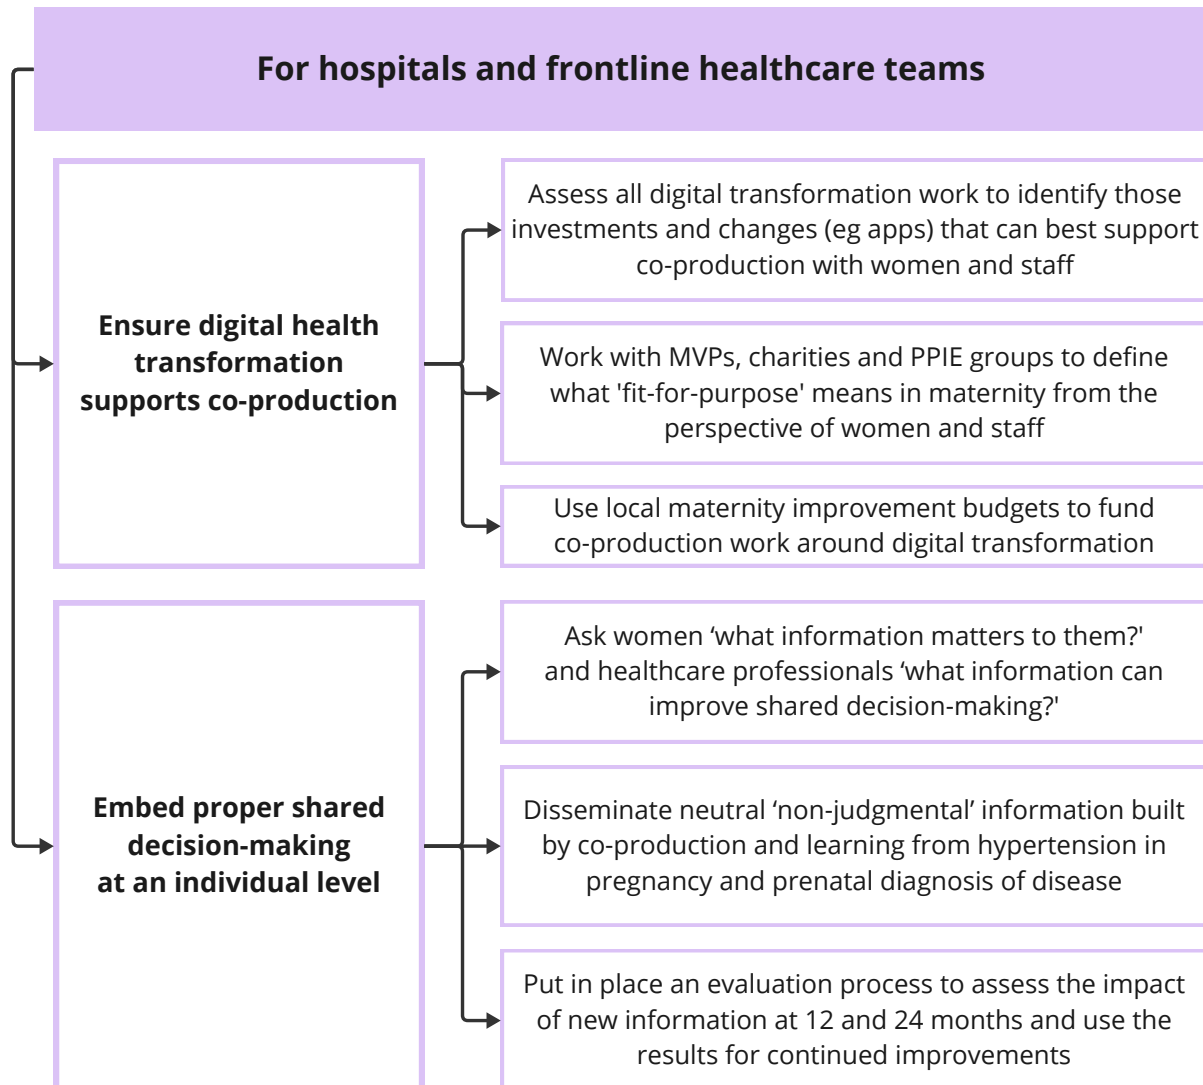 For hospitals and frontline healthcare teams
Ensure digital health
transformation
supports co-production
Assess all digital transformation work to identify those
investments and changes (eg apps) that can best support
co-production with women and staff
Work with MVPs, charities and PPIE groups to define
what 'fit-for-purpose' means in maternity from the
perspective of women and staff
Use local maternity improvement budgets to fund
co-production work around digital transformation
Embed proper shared
decision-making
at an individual level
Ask women ‘what information matters to them?'
and healthcare professionals ‘what information can
improve shared decision-making?'
Disseminate neutral ‘non-judgmental’ information built
by co-production and learning from hypertension in
pregnancy and prenatal diagnosis of disease
Put in place an evaluation process to assess the impact
of new information at 12 and 24 months and use the
results for continued improvements